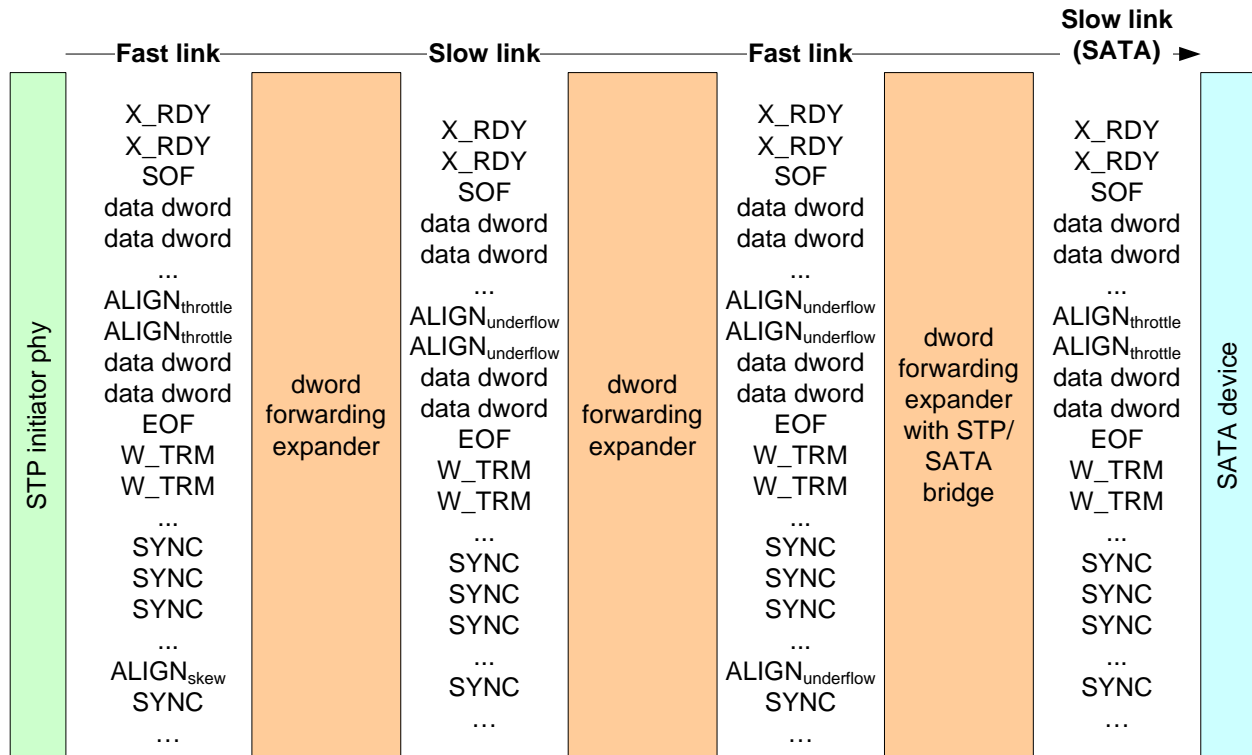 Fast link
Slow link
Fast link
Slow link
(SATA)
STP initiator phy
X_RDY
X_RDY
SOF
data dword
data dword
...
ALIGNthrottle
ALIGNthrottle
data dword
data dword
EOF
W_TRM
W_TRM
...
SYNC
SYNC
SYNC
...
ALIGNskew
SYNC
...
dword
forwarding
expander
X_RDY
X_RDY
SOF
data dword
data dword
...
ALIGNunderflow
ALIGNunderflow
data dword
data dword
EOF
W_TRM
W_TRM
...
SYNC
SYNC
SYNC
...
SYNC
...
dword
forwarding
expander
X_RDY
X_RDY
SOF
data dword
data dword
...
ALIGNunderflow
ALIGNunderflow
data dword
data dword
EOF
W_TRM
W_TRM
...
SYNC
SYNC
SYNC
...
ALIGNunderflow
SYNC
...
dword
forwarding
expander
with STP/
SATA
bridge
X_RDY
X_RDY
SOF
data dword
data dword
...
ALIGNthrottle
ALIGNthrottle
data dword
data dword
EOF
W_TRM
W_TRM
...
SYNC
SYNC
SYNC
...
SYNC
...
SATA device